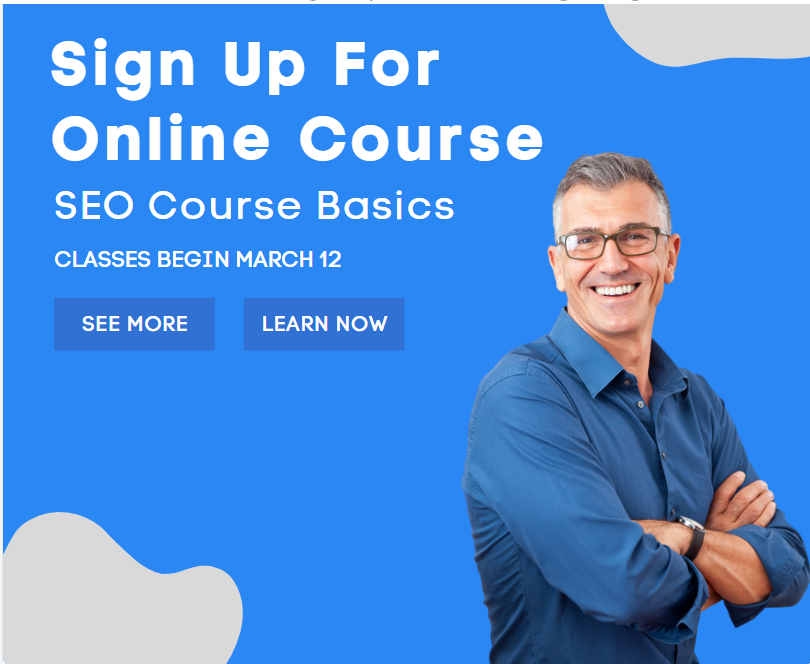 Sign Up For
Online Course
SEO Course Basics
CLASSES BEGIN MARCH 12
SEE MORE
LEARN NOW